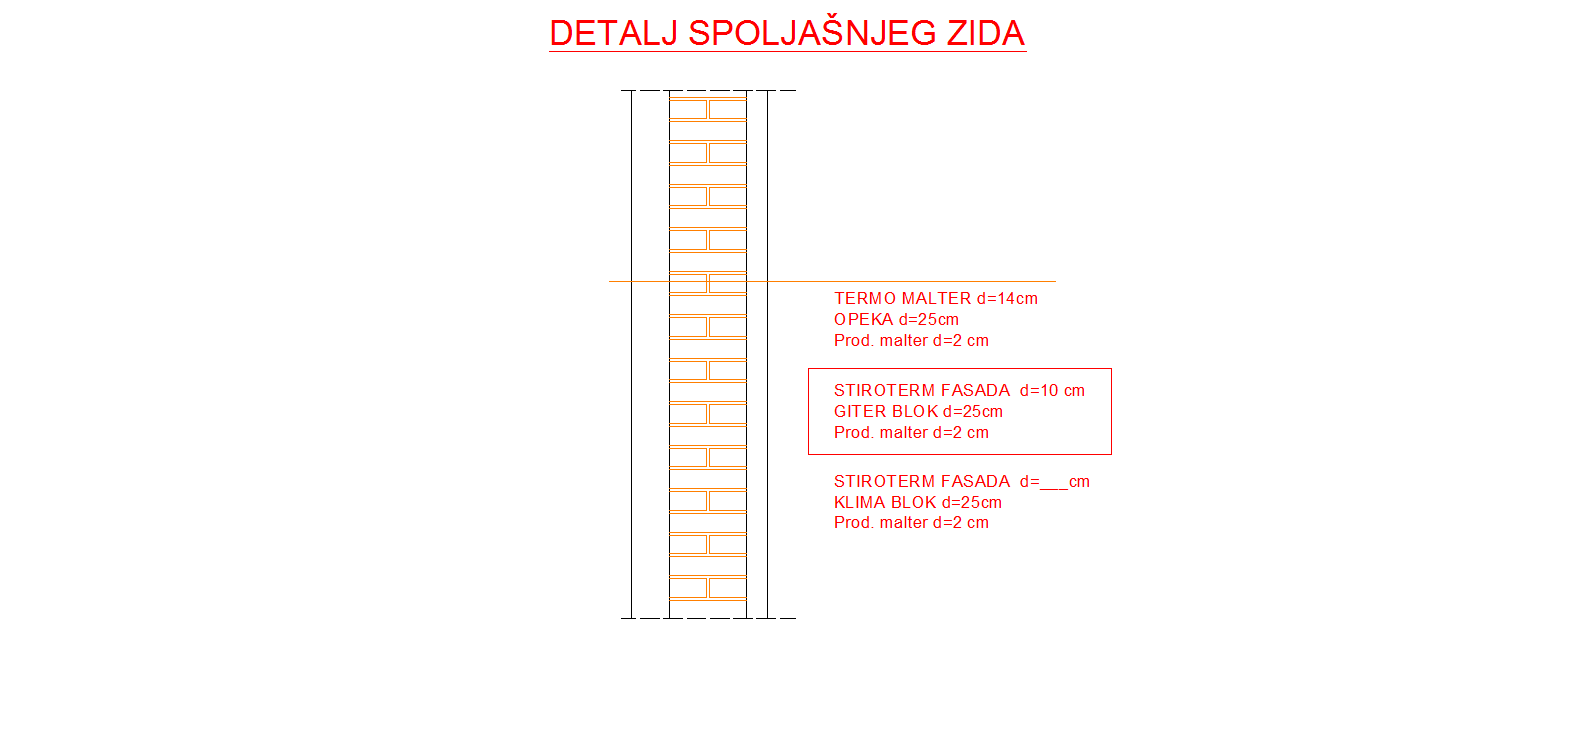 DETALJ SPOLJAŠNJEG ZIDA
TERMO MALTER d=14cm
OPEKA d=25cm
Prod. malter d=2 cm
STIROTERM FASADA  d=10 cm
GITER BLOK d=25cm
Prod. malter d=2 cm
STIROTERM FASADA  d=___cm
KLIMA BLOK d=25cm
Prod. malter d=2 cm